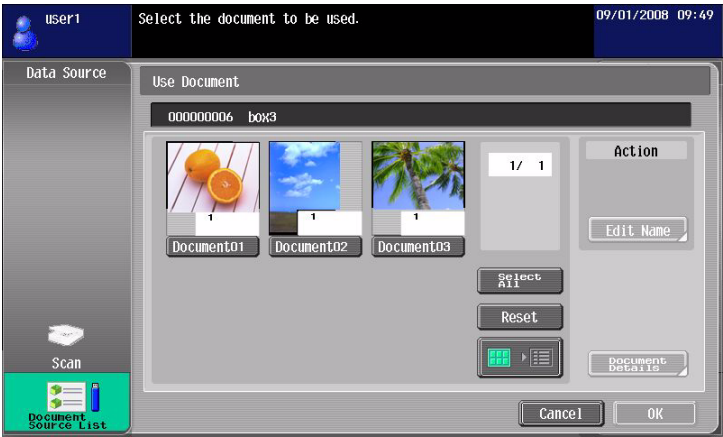 user1
Select the document to be used.
09/01/2008 09:49
Data Source
Use Document
000000006 box3
1/ 1
Action
1
1
1
Document01
Document02
Document03
Edit Name
Select
All
Reset
Scan
Document
Details
Document
Source List
Cancel
OK